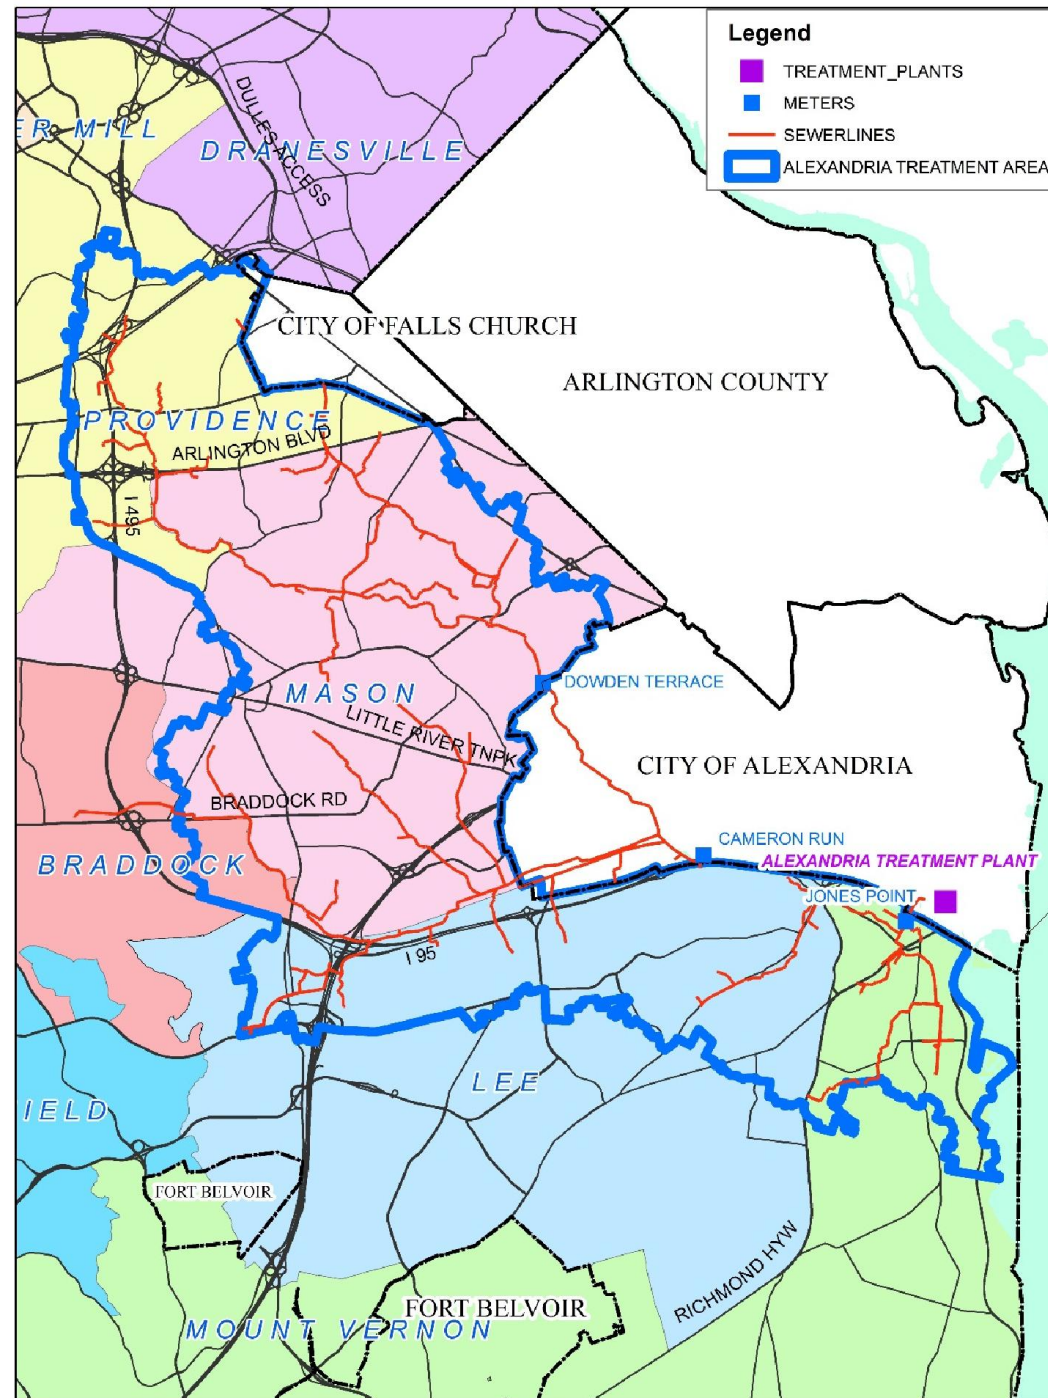 Legend
TREATMENT_PLANTS
METERS
SEWERLINES
ALEXANDRIA TREATMENT AREA
DULLES ACCESS
ER MILL
DRANESVILLE
CITY OF FALLS CHURCH
ARLINGTON COUNTY
PROVIDENCE
ARLINGTON BLVD
I 495
DOWDEN TERRACE
MASON
LITTLE RIVER TNPK
CITY OF ALEXANDRIA
BRADDOCK RD
CAMERON RUN
BRADDOCK
ALEXANDRIA TREATMENT PLANT
JONES POINT
I 95
LEE
IELD
FORT BELVOIR
RICHMOND HYW
FORT BELVOIR
MOUNT VERNON